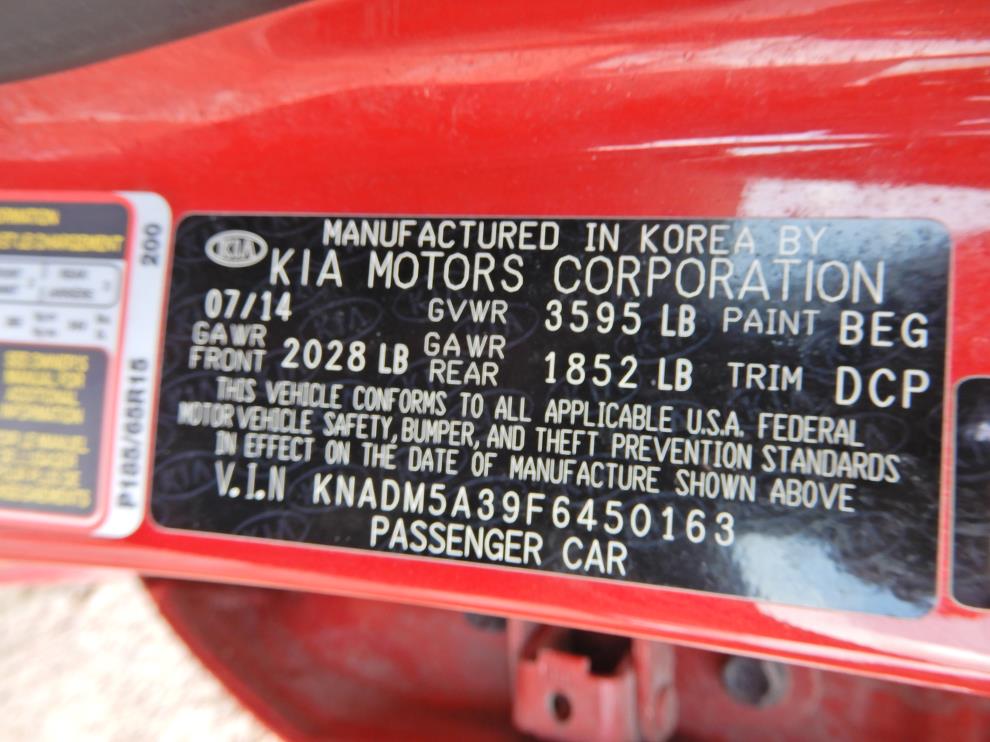 KIA
MANUFACTURED IN KOREA BY
KIA MOTORS CORPORATION
07/14 GVWR 3595 LB PAINT BEG
GAWR FRONT 2028 LB GAWR REAR 1852 LB TRIM DCP
THIS VEHICLE CONFORMS TO ALL APPLICABLE U.S.A. FEDERAL
MOTOR VEHICLE SAFETY, BUMPER, AND THEFT PREVENTION STANDARDS
IN EFFECT ON THE DATE OF MANUFACTURE SHOWN ABOVE
V.I.N KNADM5A39F6450163
PASSENGER CAR
P185/65R15 200